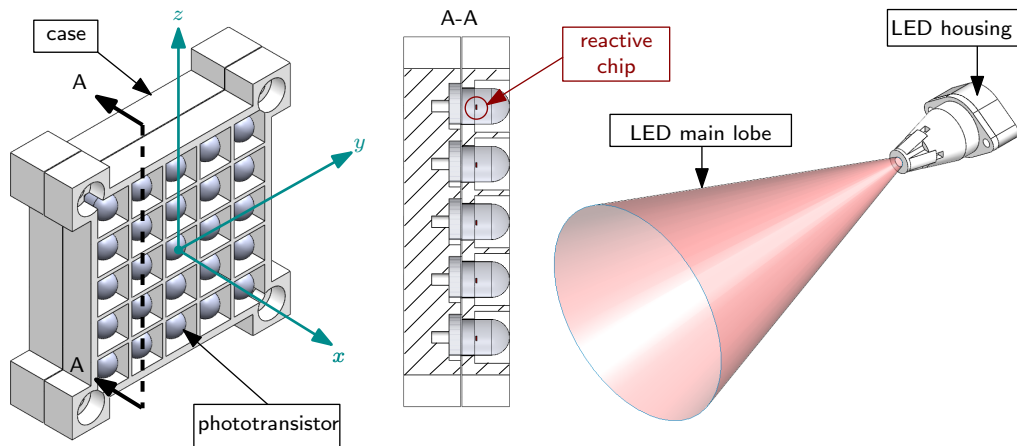 case
A
z
y
x
A
phototransistor
A-A
reactive
chip
LED main lobe
LED housing